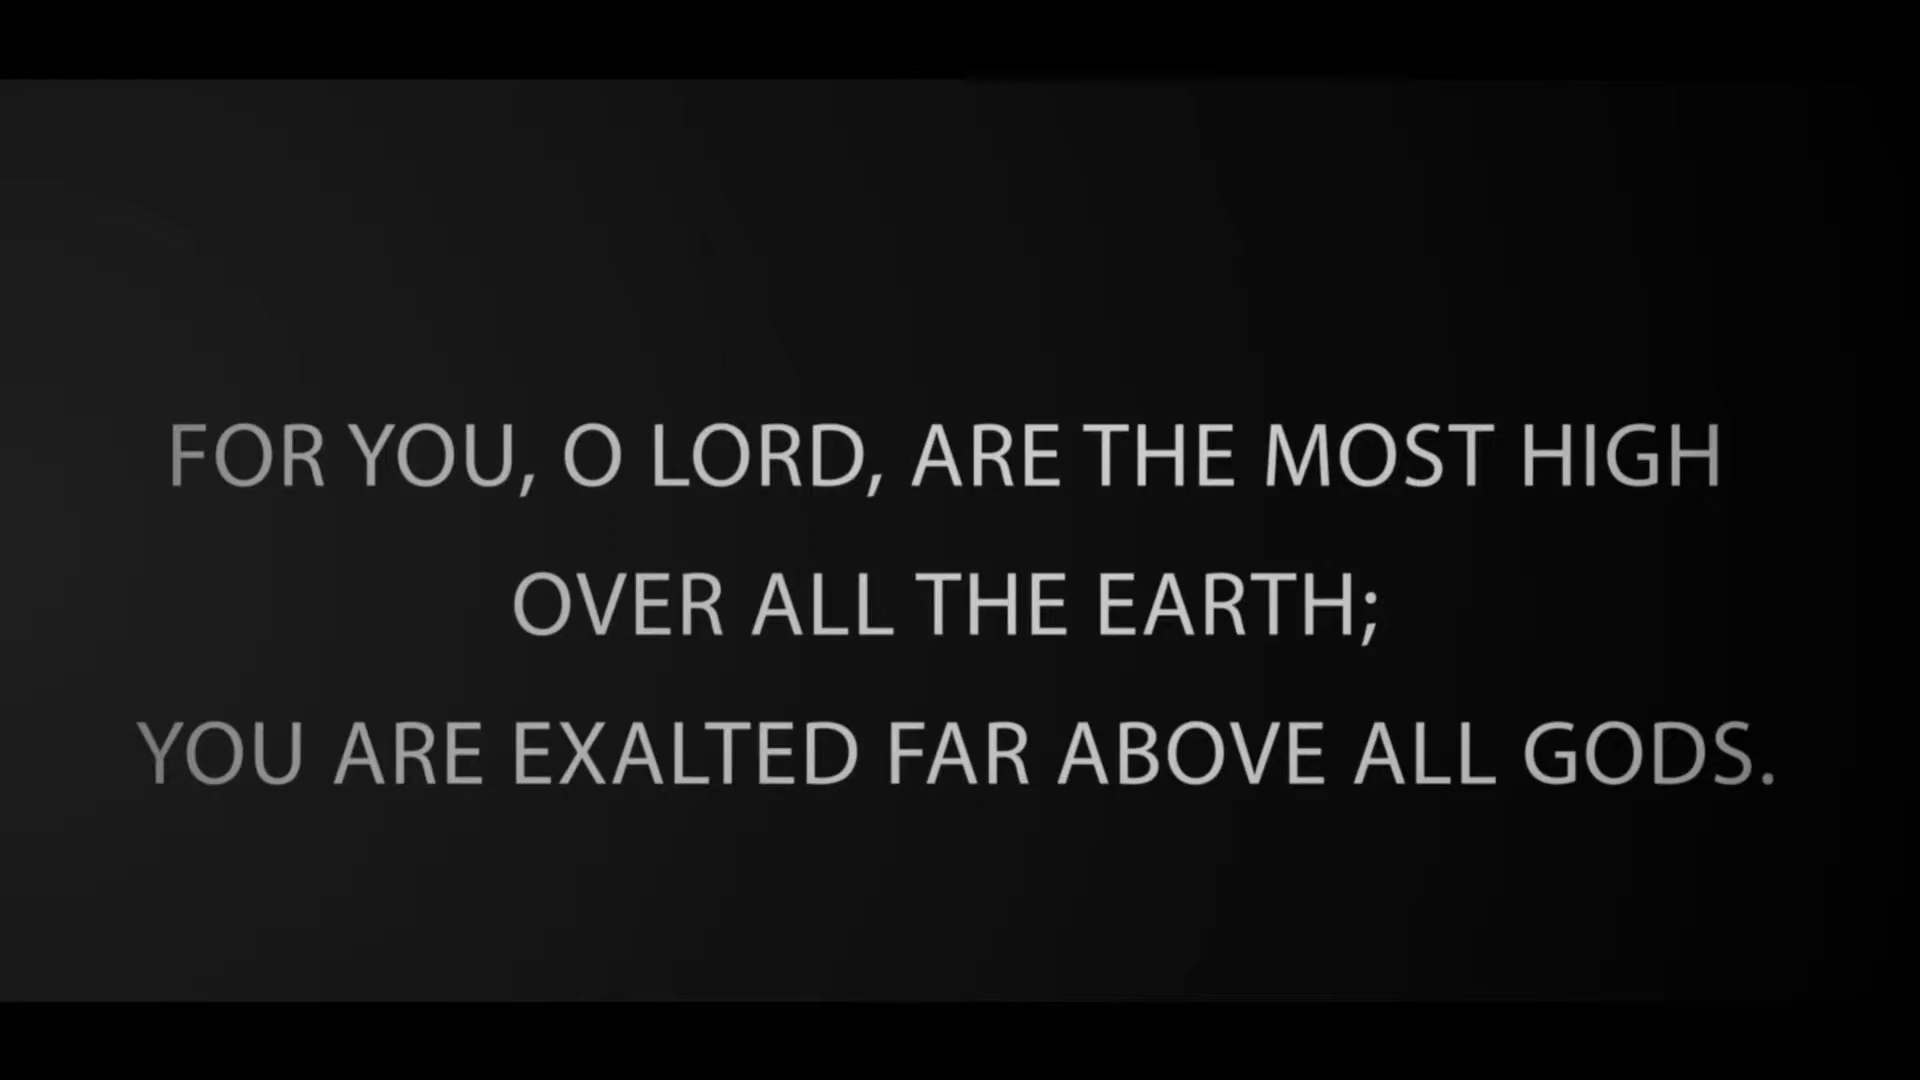 FOR YOU, O LORD, ARE THE MOST HIGH
OVER ALL THE EARTH;
YOU ARE EXALTED FAR ABOVE ALL GODS.